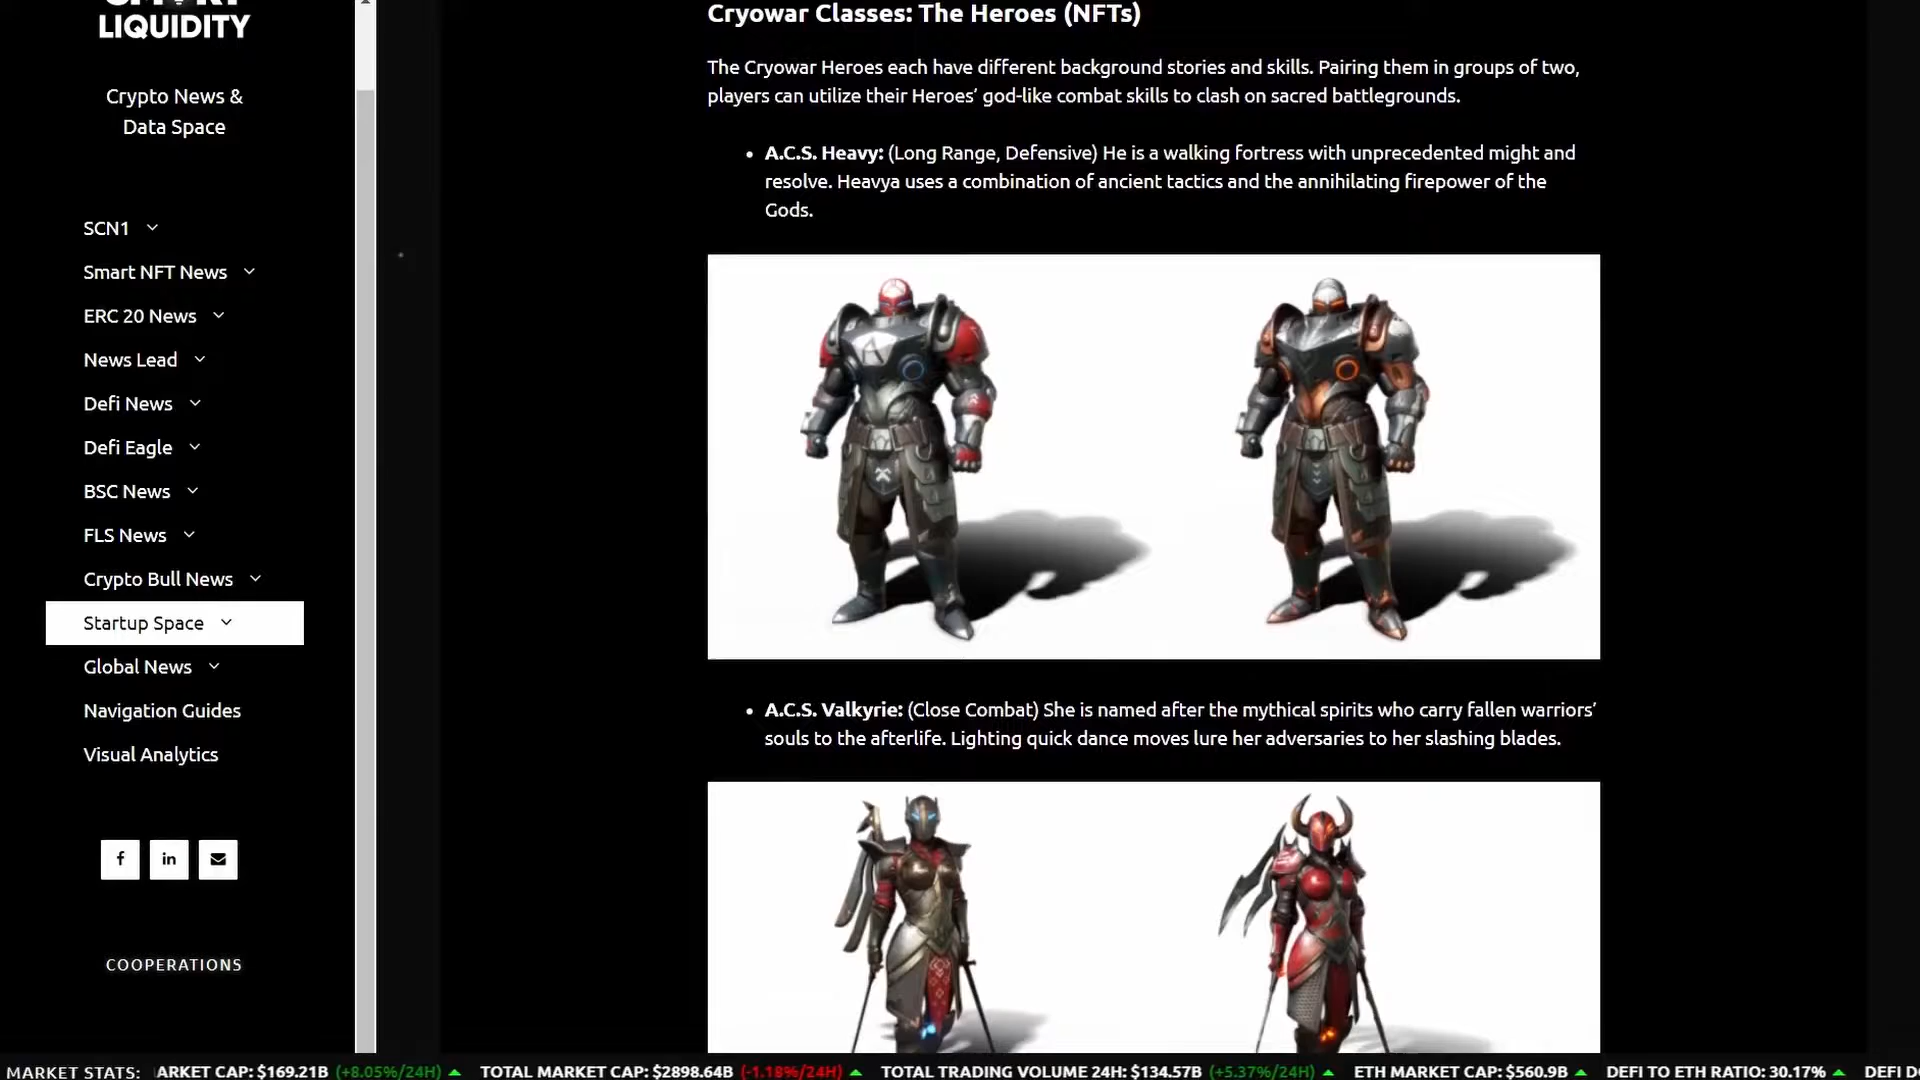 LIQUIDITY
Crypto News &
Data Space
SCN1
Smart NFT News
ERC 20 News
News Lead
Defi News
Defi Eagle
BSC News
FLS News
Crypto Bull News
Startup Space
Global News
Navigation Guides
Visual Analytics
COOPERATIONS
Cryowar Classes: The Heroes (NFTs)
The Cryowar Heroes each have different background stories and skills. Pairing them in groups of two,
players can utilize their Heroes’ god-like combat skills to clash on sacred battlegrounds.
• A.C.S. Heavy: (Long Range, Defensive) He is a walking fortress with unprecedented might and
resolve. Heavya uses a combination of ancient tactics and the annihilating firepower of the
Gods.
• A.C.S. Valkyrie: (Close Combat) She is named after the mythical spirits who carry fallen warriors’
souls to the afterlife. Lighting quick dance moves lure her adversaries to her slashing blades.
MARKET STATS: ARKET CAP: $169.21B (+8.05%/24H) TOTAL MARKET CAP: $2898.64B (-1.18%/24H) TOTAL TRADING VOLUME 24H: $134.57B (+5.37%/24H) ETH MARKET CAP: $560.9B DEFI TO ETH RATIO: 30.17% DEFI D